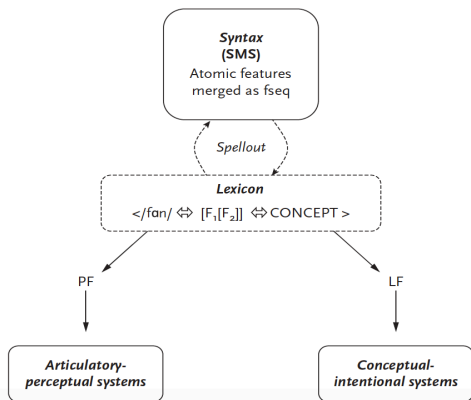 Syntax
(SMS)
Atomic features
merged as fseq
Spellout
Lexicon
</fɑn/ ⇔ [F₁[F₂]] ⇔ CONCEPT >
PF
LF
Articulatory-
perceptual systems
Conceptual-
intentional systems